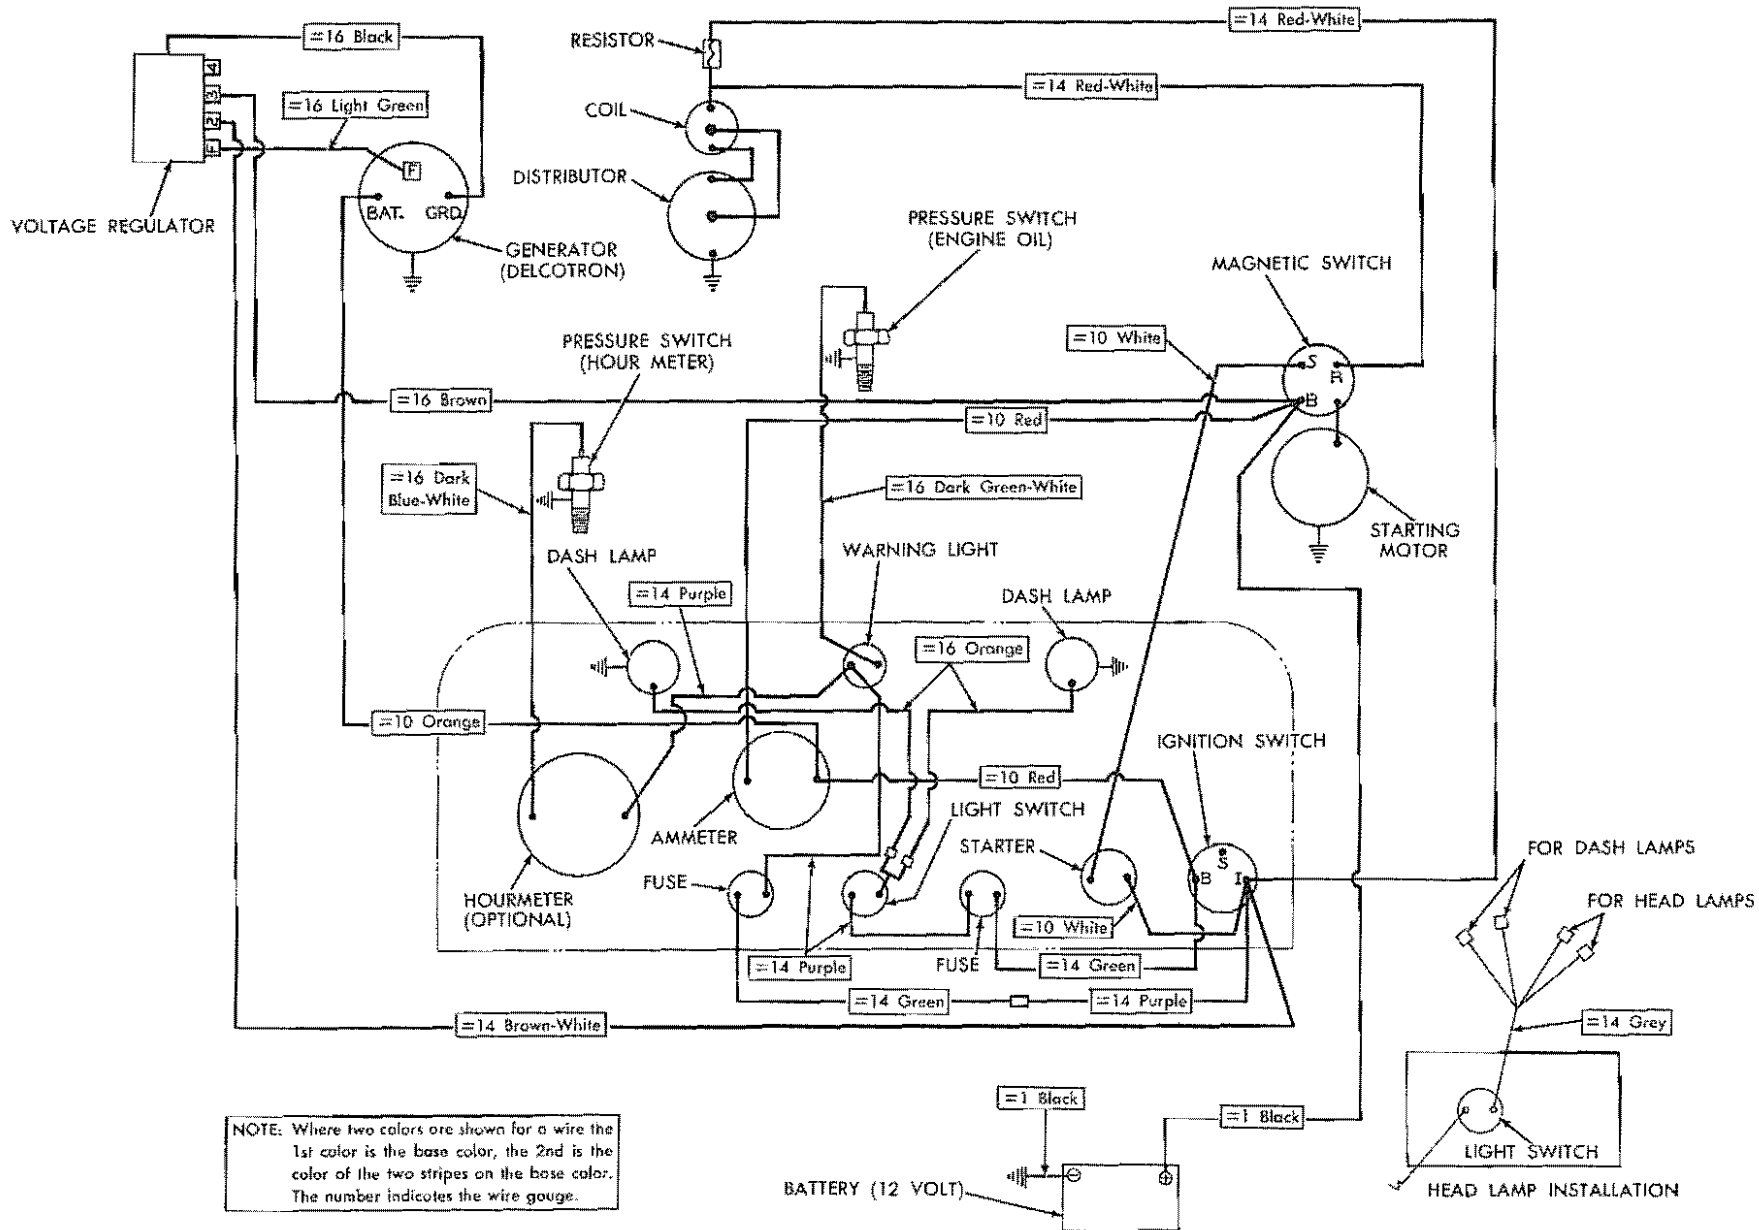 =14 Red-White
=16 Black
RESISTOR
4
3
2
F
=16 Light Green
=14 Red-White
COIL
F
DISTRIBUTOR
BAT. GRD.
VOLTAGE REGULATOR
GENERATOR
(DELCOTRON)
PRESSURE SWITCH
(ENGINE OIL)
MAGNETIC SWITCH
PRESSURE SWITCH
(HOUR METER)
=10 White
S
R
B
=16 Brown
=10 Red
=16 Dark
Blue-White
=16 Dark Green-White
STARTING
MOTOR
DASH LAMP
WARNING LIGHT
=14 Purple
DASH LAMP
=16 Orange
=10 Orange
IGNITION SWITCH
=10 Red
LIGHT SWITCH
AMMETER
STARTER
S
B I
FUSE
HOURMETER
(OPTIONAL)
=10 White
=14 Purple
FUSE
=14 Green
=14 Green
=14 Purple
=14 Brown-White
FOR DASH LAMPS
FOR HEAD LAMPS
=14 Grey
=1 Black
=1 Black
LIGHT SWITCH
HEAD LAMP INSTALLATION
NOTE: Where two colors are shown for a wire the
1st color is the base color, the 2nd is the
color of the two stripes on the base color.
The number indicates the wire gouge.
BATTERY (12 VOLT)